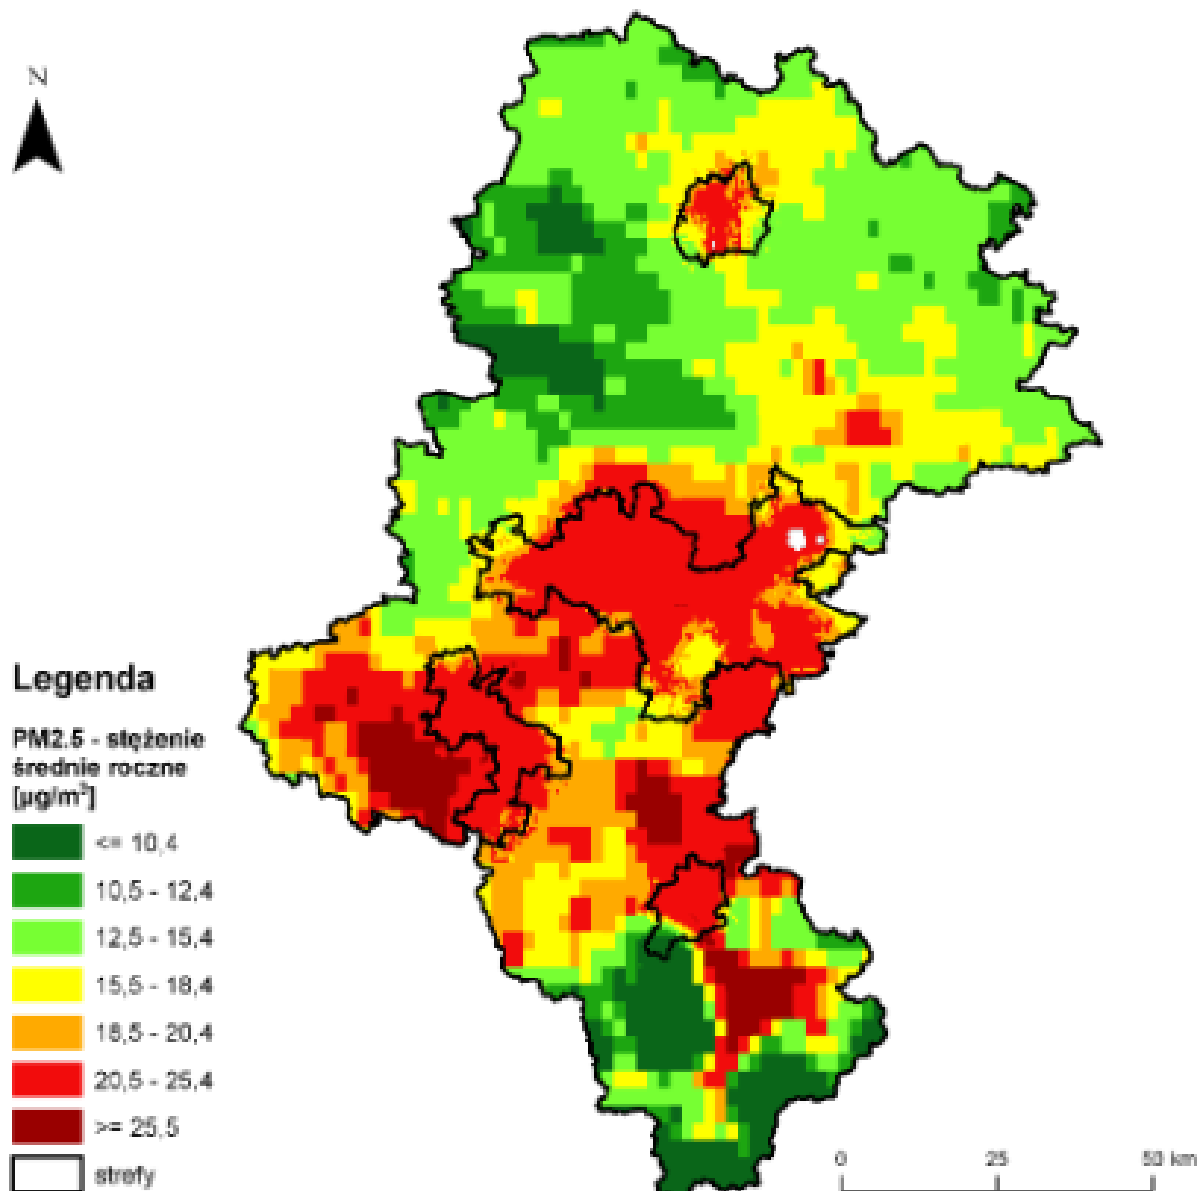 N
Legenda
PM2.5 - stężenie
średnie roczne
[µg/m³]
<= 10,4
10,5 - 12,4
12,5 - 15,4
15,5 - 18,4
18,5 - 20,4
20,5 - 25,4
>= 25,5
strefy
0 25 50 km